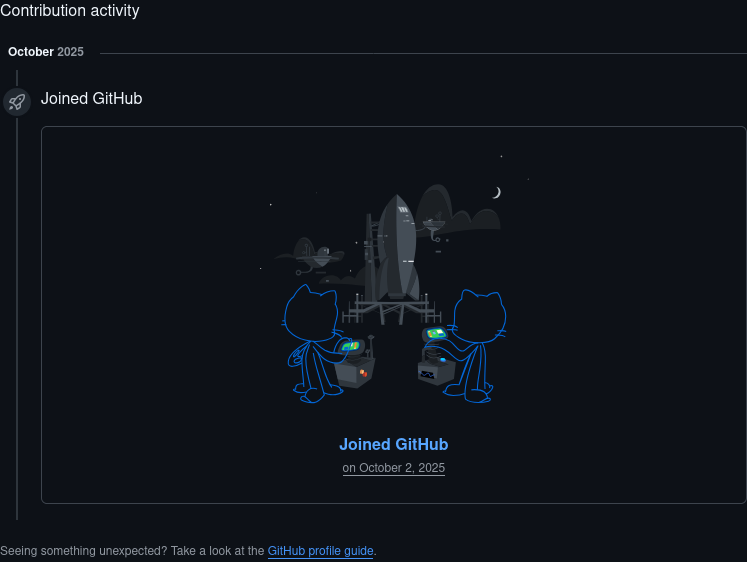 Contribution activity
October 2025
Joined GitHub
Joined GitHub
on October 2, 2025
Seeing something unexpected? Take a look at the GitHub profile guide.